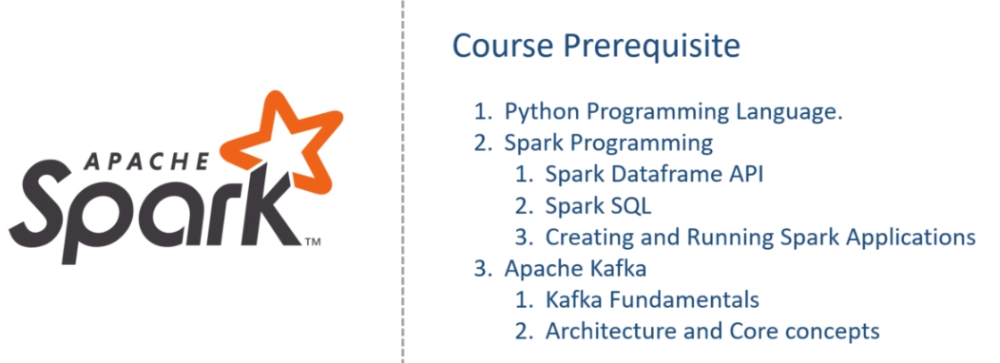 APACHE
Spark™
Course Prerequisite
1. Python Programming Language.
2. Spark Programming
1. Spark Dataframe API
2. Spark SQL
3. Creating and Running Spark Applications
3. Apache Kafka
1. Kafka Fundamentals
2. Architecture and Core concepts